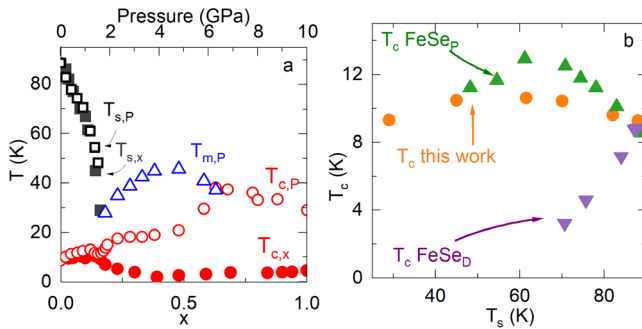 Pressure (GPa)
0 2 4 6 8 10
a
T (K)
100
80
60
40
20
0
T_{s,P}
T_{s,x}
T_{m,P}
T_{c,P}
T_{c,x}
0.0 0.5 1.0
x
b
T_c (K)
16
12
8
4
0
T_c FeSe_P
T_c this work
T_c FeSe_D
40 60 80
T_s (K)